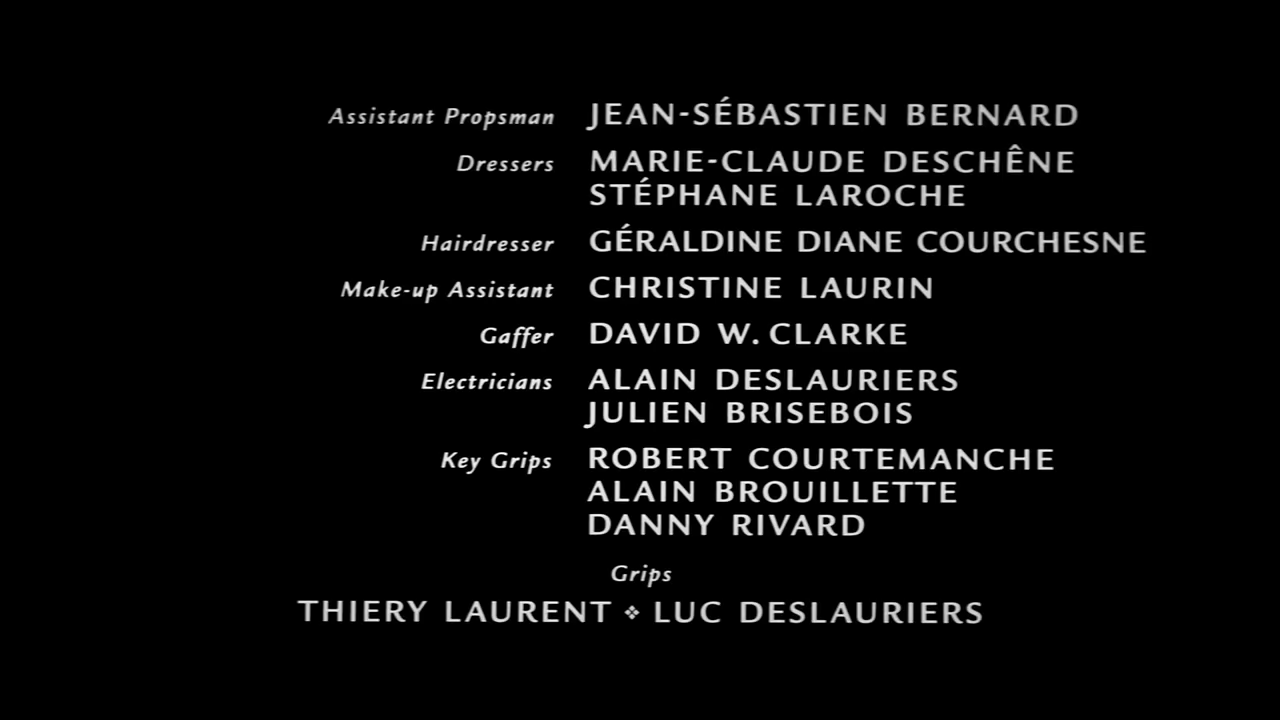 Assistant Propsman JEAN-SÉBASTIEN BERNARD
Dressers MARIE-CLAUDE DESCHÊNE
STÉPHANE LAROCHE
Hairdresser GÉRALDINE DIANE COURCHESNE
Make-up Assistant CHRISTINE LAURIN
Gaffer DAVID W. CLARKE
Electricians ALAIN DESLAURIERS
JULIEN BRISEBOIS
Key Grips ROBERT COURTEMANCHE
ALAIN BROUILLETTE
DANNY RIVARD
Grips
THIERY LAURENT ❖ LUC DESLAURIERS